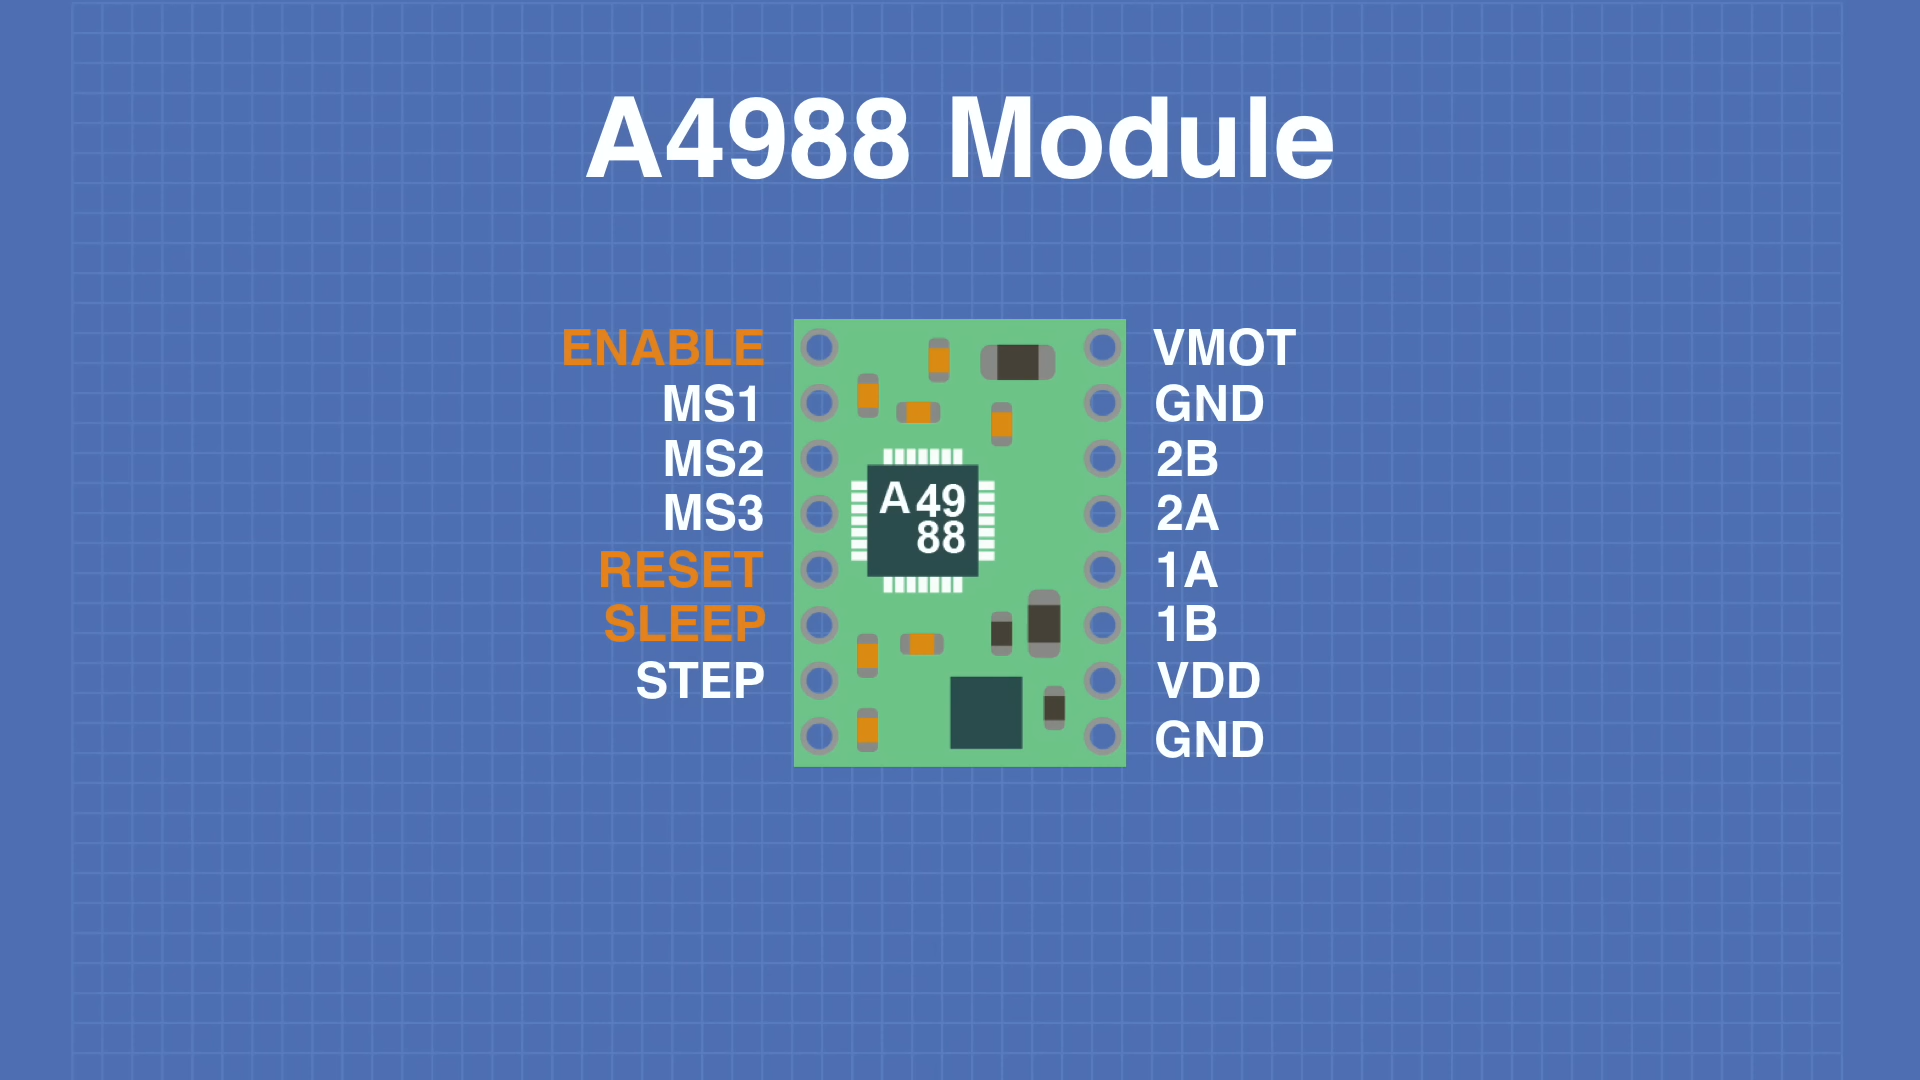 A4988 Module
ENABLE
MS1
MS2
MS3
RESET
SLEEP
STEP
A 49
88
VMOT
GND
2B
2A
1A
1B
VDD
GND